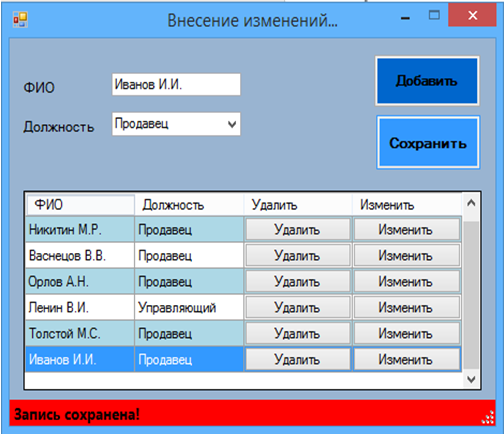 Внесение изменений...
ФИО Иванов И.И. Добавить
Должность Продавец
Сохранить
ФИО Должность Удалить Изменить
Никитин М.Р. Продавец Удалить Изменить
Васнецов В.В. Продавец Удалить Изменить
Орлов А.Н. Продавец Удалить Изменить
Ленин В.И. Управляющий Удалить Изменить
Толстой М.С. Продавец Удалить Изменить
Иванов И.И. Продавец Удалить Изменить
Запись сохранена!